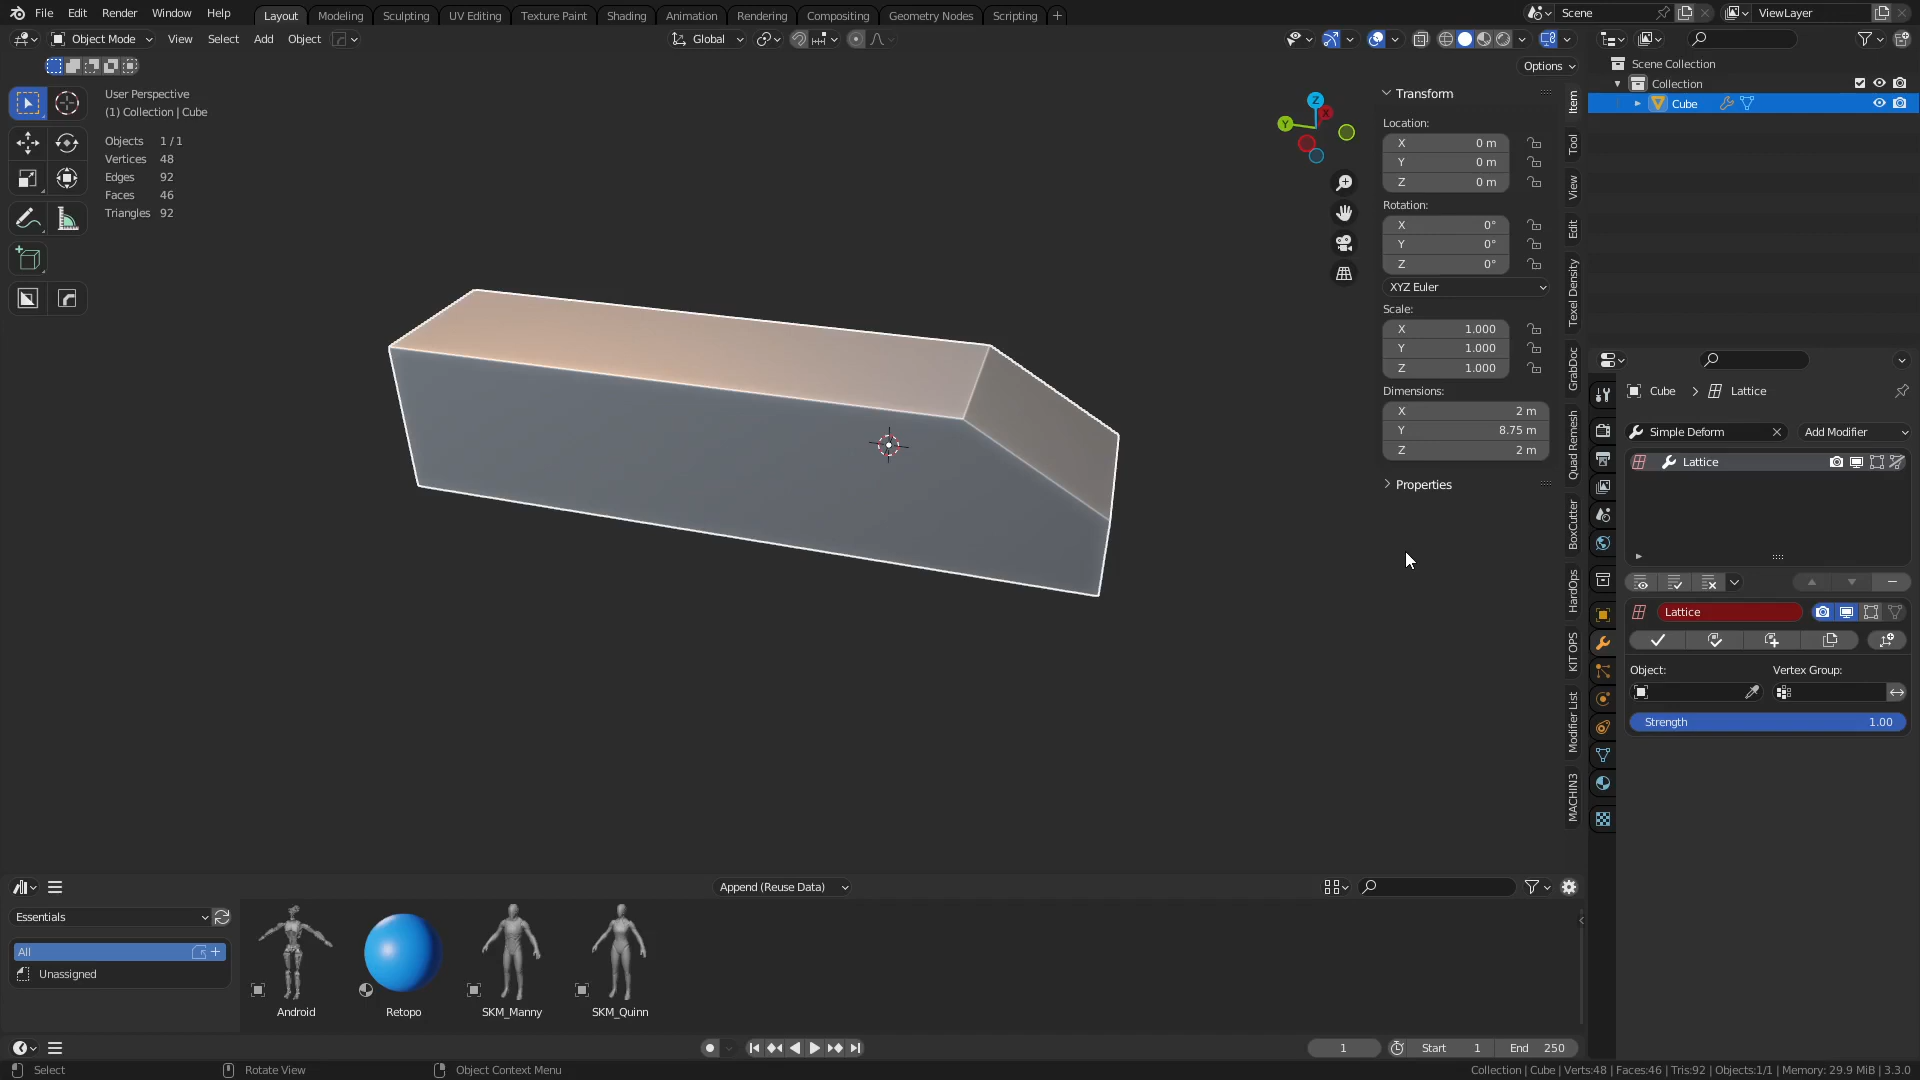 File Edit Render Window Help Layout Modeling Sculpting UV Editing Texture Paint Shading Animation Rendering Compositing Geometry Nodes Scripting + Scene ViewLayer
Object Mode View Select Add Object Global
Options
User Perspective
(1) Collection | Cube
Objects 1 / 1
Vertices 48
Edges 92
Faces 46
Triangles 92
Z
X
Y
Transform
Location:
X 0 m
Y 0 m
Z 0 m
Rotation:
X 0°
Y 0°
Z 0°
XYZ Euler
Scale:
X 1.000
Y 1.000
Z 1.000
Dimensions:
X 2 m
Y 8.75 m
Z 2 m
Properties
Item
Tool
View
Edit
Texel Density
GrabDoc
Quad Remesh
BoxCutter
HardOps
KIT OPS
Modifier List
MACHIN3
Scene Collection
Collection
Cube
Cube > Lattice
Simple Deform Add Modifier
Lattice
Lattice
Object: Vertex Group:
Strength 1.00
Append (Reuse Data)
Essentials
All
Unassigned
Android
Retopo
SKM_Manny
SKM_Quinn
1 Start 1 End 250
Select Rotate View Object Context Menu
Collection | Cube | Verts:48 | Faces:46 | Tris:92 | Objects:1/1 | Memory: 29.9 MiB | 3.3.0